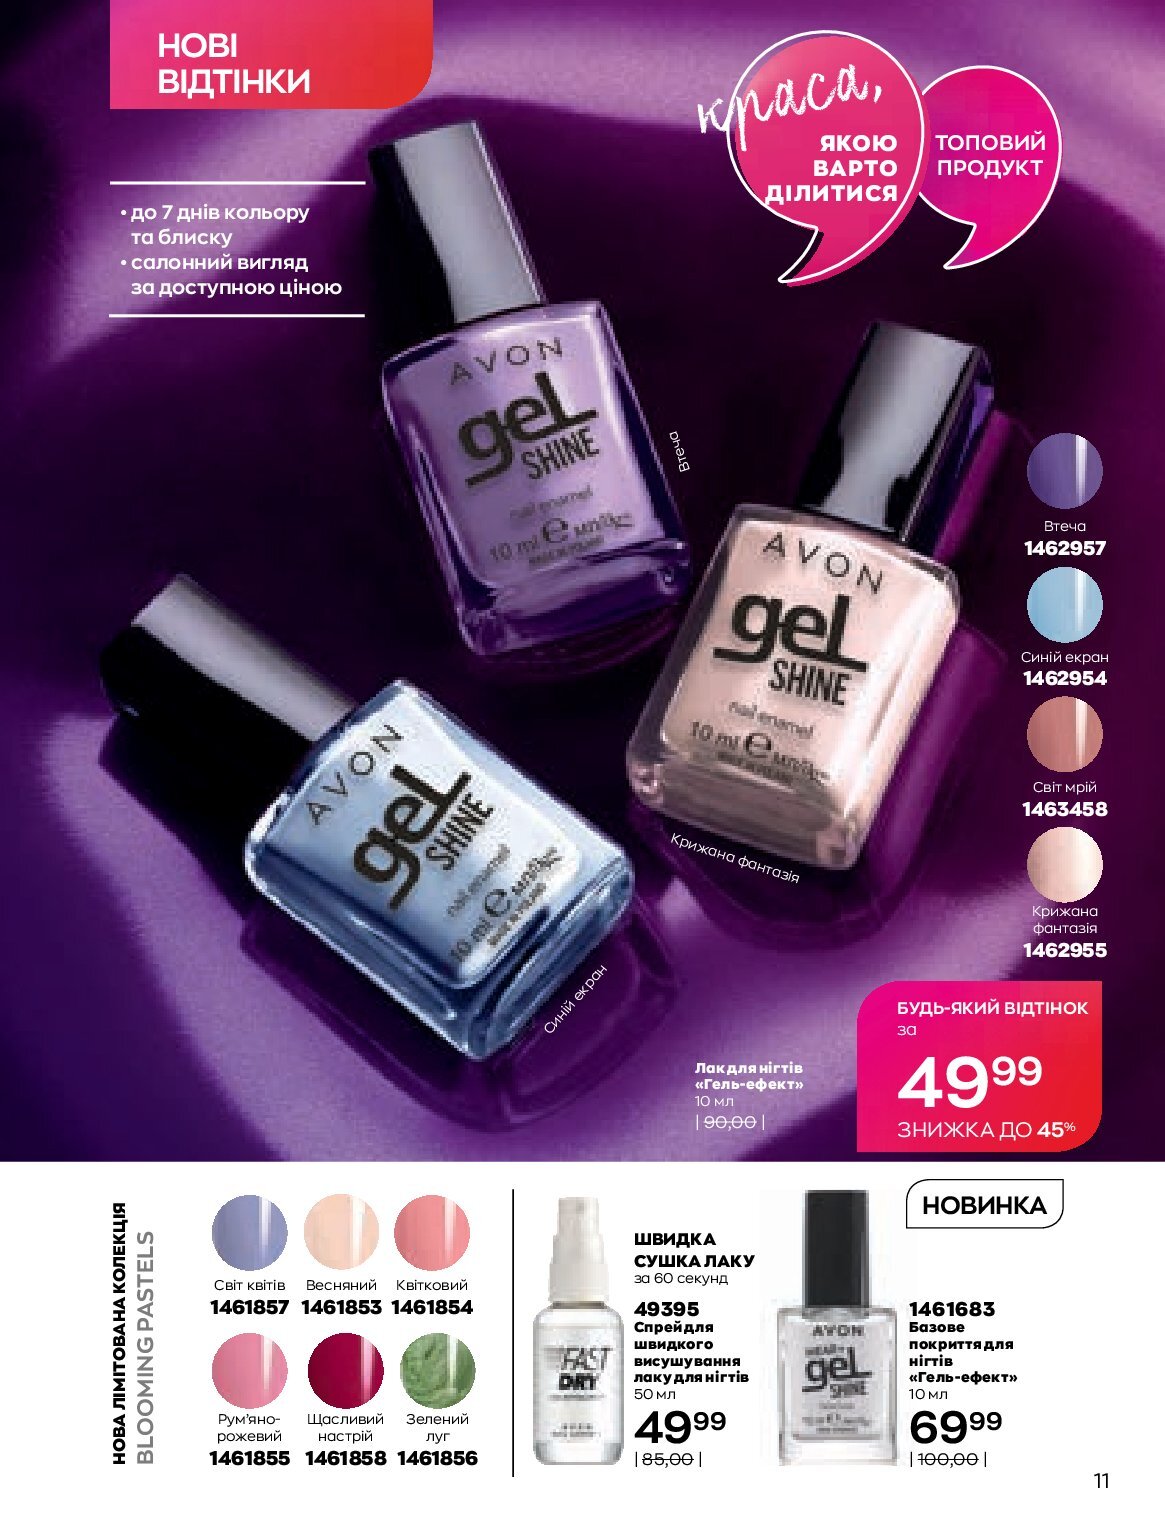 НОВІ
ВІДТІНКИ
• до 7 днів кольору
та блиску
• салонний вигляд
за доступною ціною
краса,
ЯКОЮ
ВАРТО
ДІЛИТИСЯ
ТОПОВИЙ
ПРОДУКТ
AVON
gel
SHINE
nail enamel
10 ml e
Втеча
AVON
gel
SHINE
nail enamel
10 ml e
Крижана фантазія
AVON
gel
SHINE
nail enamel
10 ml e
Синій екран
Втеча
1462957
Синій екран
1462954
Світ мрій
1463458
Крижана
фантазія
1462955
Лак для нігтів
«Гель-ефект»
10 мл
| 90,00 |
БУДЬ-ЯКИЙ ВІДТІНОК
за
49⁹⁹
ЗНИЖКА ДО 45%
НОВА ЛІМІТОВАНА КОЛЕКЦІЯ
BLOOMING PASTELS
Світ квітів
1461857
Весняний
1461853
Квітковий
1461854
Рум'яно-
рожевий
1461855
Щасливий
настрій
1461858
Зелений
луг
1461856
FAST
DRY
ШВИДКА
СУШКА ЛАКУ
за 60 секунд
49395
Спрей для
швидкого
висушування
лаку для нігтів
50 мл
49⁹⁹
| 85,00 |
AVON
gel
SHINE
НОВИНКА
1461683
Базове
покриття для
нігтів
«Гель-ефект»
10 мл
69⁹⁹
| 100,00 |
11